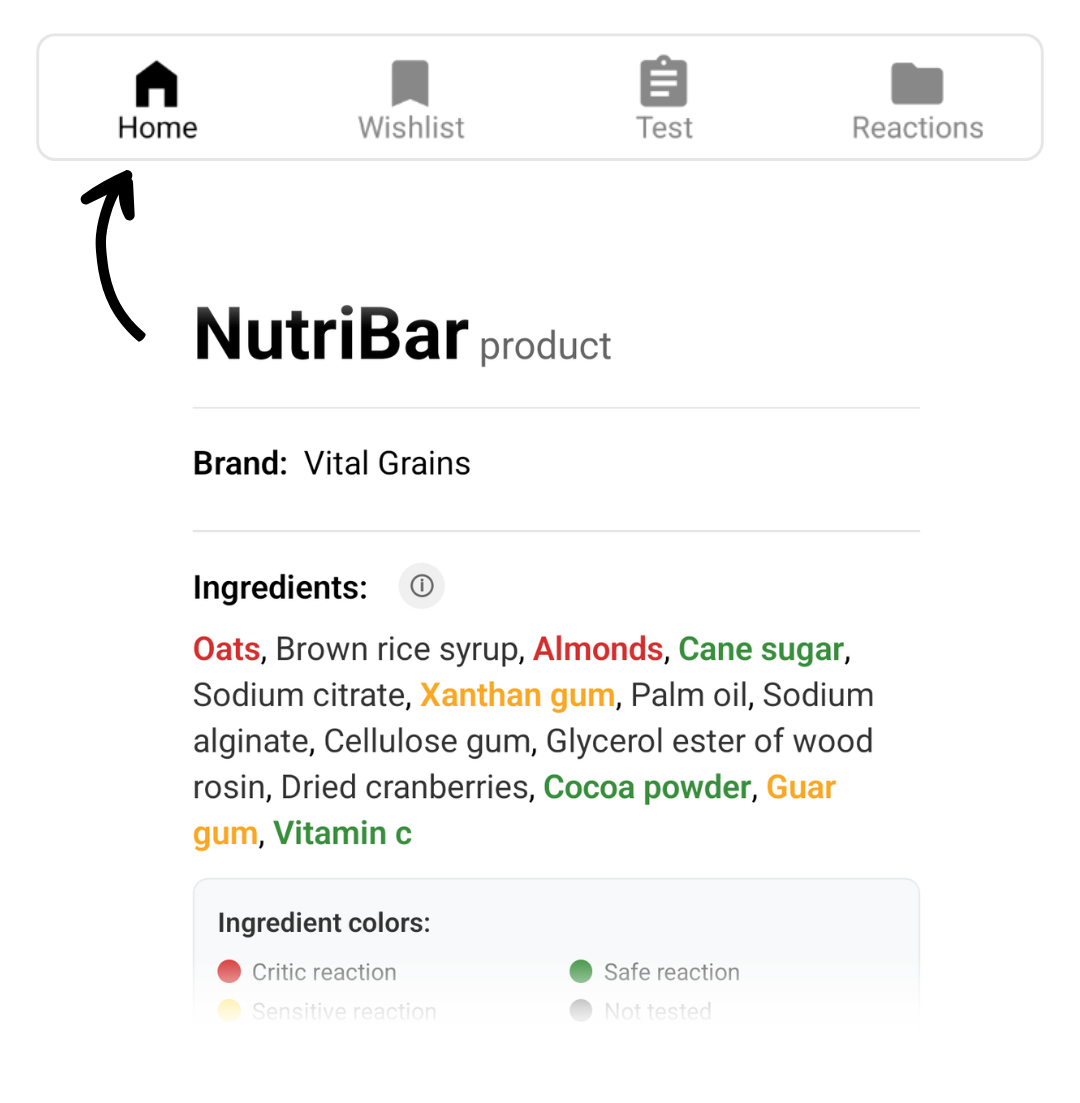 Home Wishlist Test Reactions
NutriBar product
Brand: Vital Grains
Ingredients:
Oats, Brown rice syrup, Almonds, Cane sugar,
Sodium citrate, Xanthan gum, Palm oil, Sodium
alginate, Cellulose gum, Glycerol ester of wood
rosin, Dried cranberries, Cocoa powder, Guar
gum, Vitamin c
Ingredient colors:
Critic reaction Safe reaction
Sensitive reaction Not tested